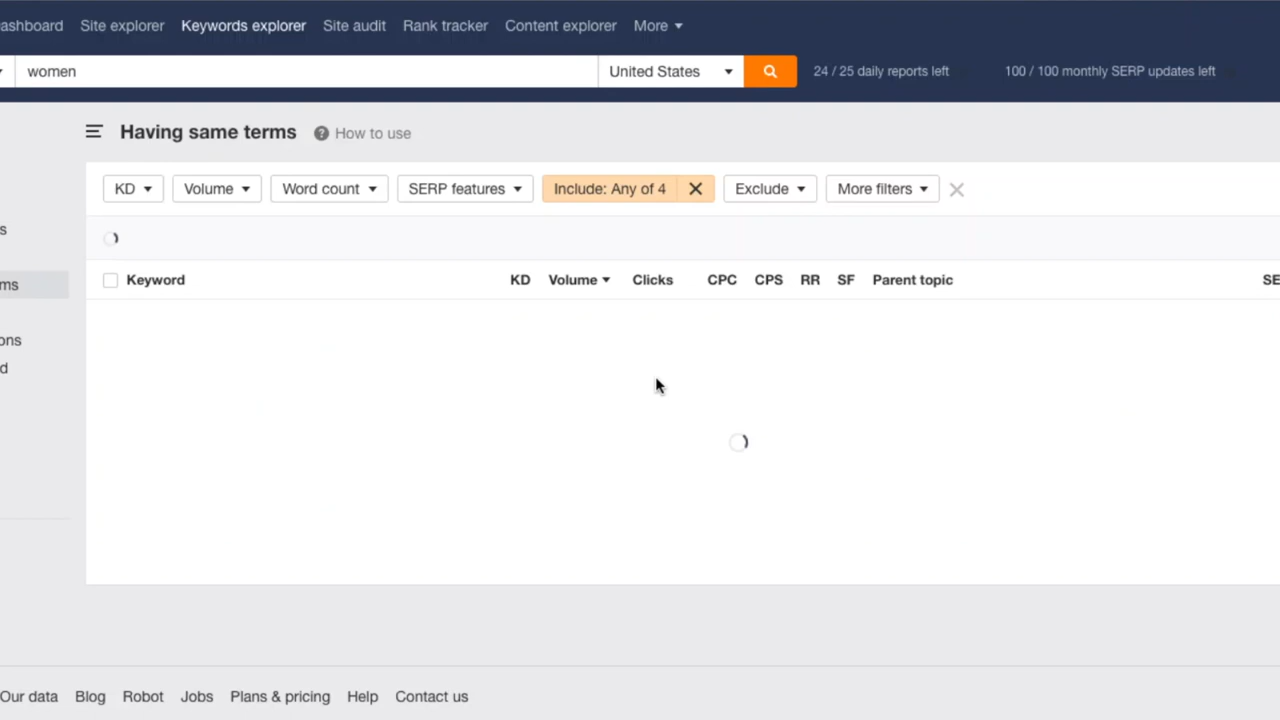 ashboard Site explorer Keywords explorer Site audit Rank tracker Content explorer More
women United States 24 / 25 daily reports left 100 / 100 monthly SERP updates left
Having same terms ? How to use
KD Volume Word count SERP features Include: Any of 4 Exclude More filters
s
Keyword KD Volume Clicks CPC CPS RR SF Parent topic SE
ms
ons
d
Our data Blog Robot Jobs Plans & pricing Help Contact us